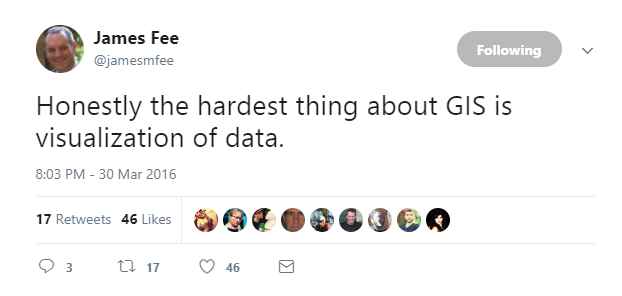 James Fee
@jamesmfee
Following
Honestly the hardest thing about GIS is
visualization of data.
8:03 PM - 30 Mar 2016
17 Retweets 46 Likes
3 17 46